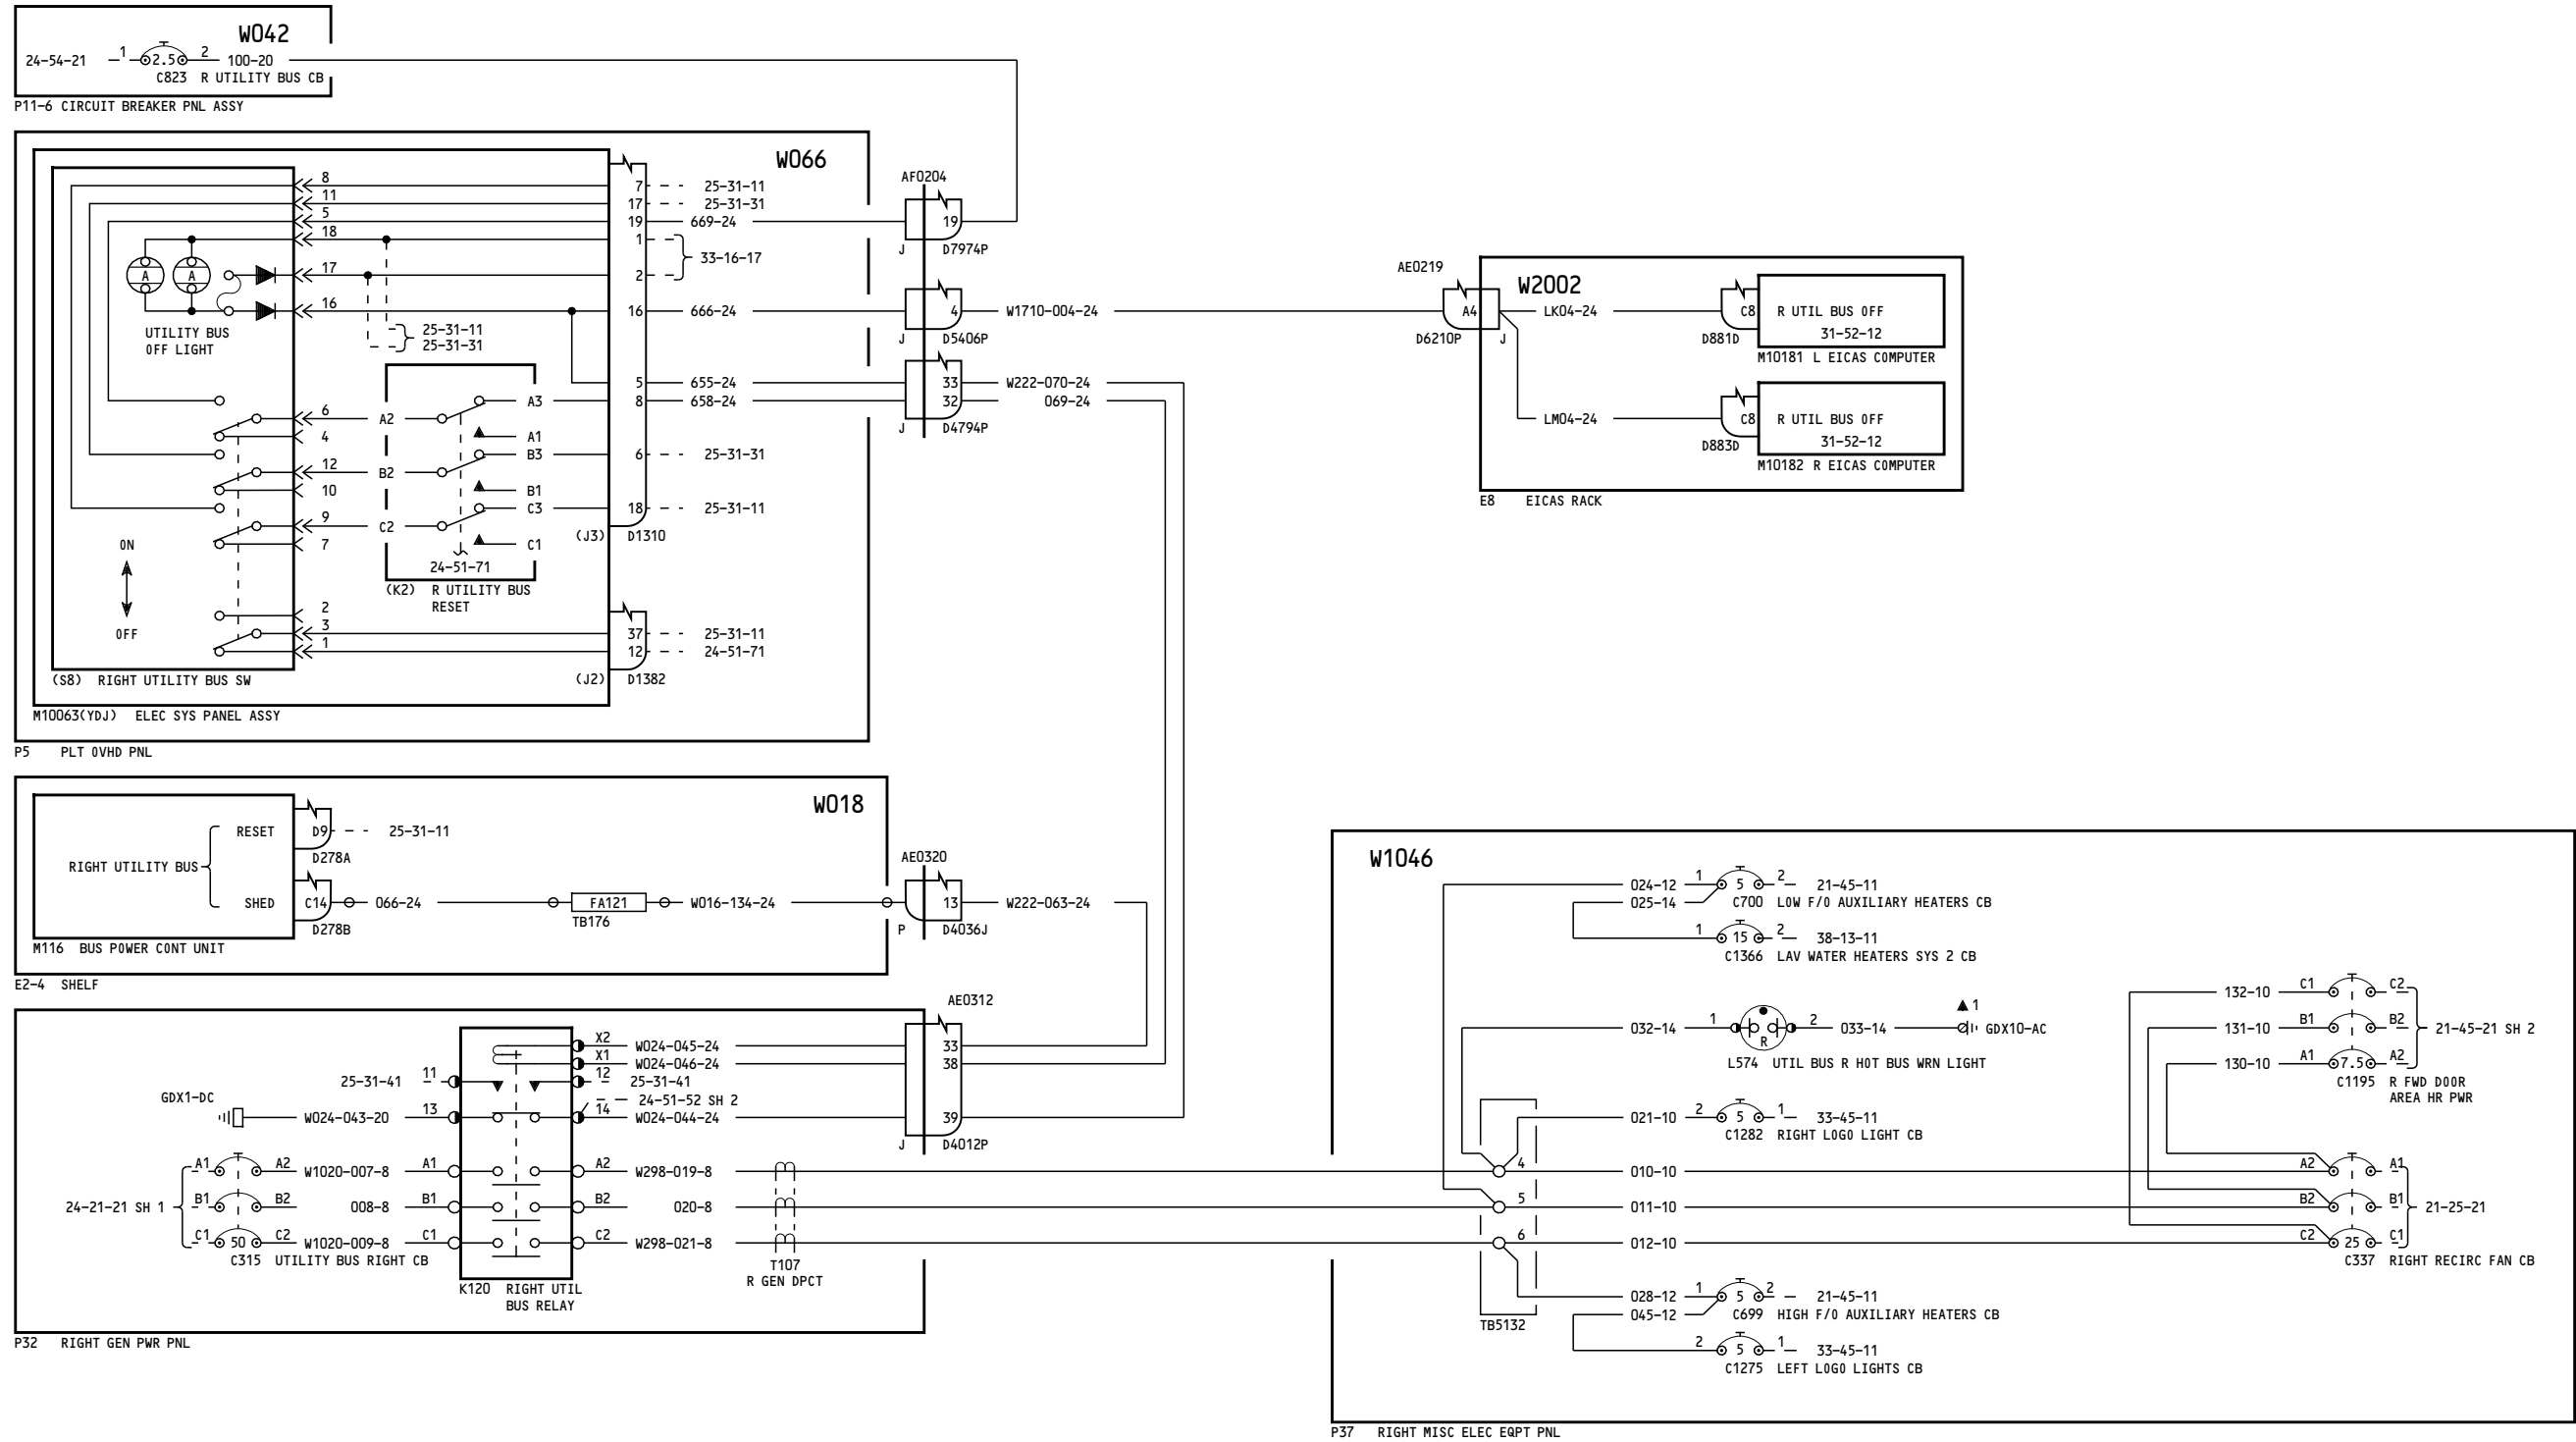 W042
24-54-21 1 2.5 2 100-20
C823 R UTILITY BUS CB
P11-6 CIRCUIT BREAKER PNL ASSY
W066
8 7 25-31-11
11 17 25-31-31
5 19 669-24
18 1
33-16-17
17 2
A A
16 16 666-24
UTILITY BUS
OFF LIGHT
25-31-11
25-31-31
5 655-24
A3 8 658-24
6 A2
4 A1
B3 6 25-31-31
12 B2
10 B1
C3 18 25-31-11
9 C2
7 C1
(J3) D1310
24-51-71
(K2) R UTILITY BUS
RESET
ON
OFF
2
3 37 25-31-11
1 12 24-51-71
(J2) D1382
(S8) RIGHT UTILITY BUS SW
M10063(YDJ) ELEC SYS PANEL ASSY
P5 PLT OVHD PNL
AF0204
19
J D7974P
4 W1710-004-24
J D5406P
33 W222-070-24
32 069-24
J D4794P
AE0219
A4
D6210P J
W2002
LK04-24 C8 R UTIL BUS OFF
31-52-12
D881D
M10181 L EICAS COMPUTER
LM04-24 C8 R UTIL BUS OFF
31-52-12
D883D
M10182 R EICAS COMPUTER
E8 EICAS RACK
W018
RESET D9 25-31-11
D278A
RIGHT UTILITY BUS
SHED C14 066-24 FA121 W016-134-24
TB176
D278B
M116 BUS POWER CONT UNIT
E2-4 SHELF
AE0320
13 W222-063-24
P D4036J
AE0312
X2 W024-045-24 33
X1 W024-046-24 38
25-31-41 11 12 25-31-41
24-51-52 SH 2
GDX1-DC
W024-043-20 13 14 W024-044-24 39
J D4012P
A1 A2 W1020-007-8 A1 A2 W298-019-8
24-21-21 SH 1 B1 B2 008-8 B1 B2 020-8
C1 50 C2 W1020-009-8 C1 C2 W298-021-8
C315 UTILITY BUS RIGHT CB
T107
R GEN DPCT
K120 RIGHT UTIL
BUS RELAY
P32 RIGHT GEN PWR PNL
W1046
024-12 1 5 2 21-45-11
025-14 C700 LOW F/O AUXILIARY HEATERS CB
1 15 2 38-13-11
C1366 LAV WATER HEATERS SYS 2 CB
032-14 1 R 2 033-14 GDX10-AC
1
L574 UTIL BUS R HOT BUS WRN LIGHT
021-10 2 5 1 33-45-11
C1282 RIGHT LOGO LIGHT CB
132-10 C1 C2
131-10 B1 B2 21-45-21 SH 2
130-10 A1 7.5 A2
C1195 R FWD DOOR
AREA HR PWR
4 010-10 A2 A1
5 011-10 B2 B1 21-25-21
6 012-10 C2 25 C1
C337 RIGHT RECIRC FAN CB
028-12 1 5 2 21-45-11
045-12 C699 HIGH F/O AUXILIARY HEATERS CB
TB5132
2 5 1 33-45-11
C1275 LEFT LOGO LIGHTS CB
P37 RIGHT MISC ELEC EQPT PNL